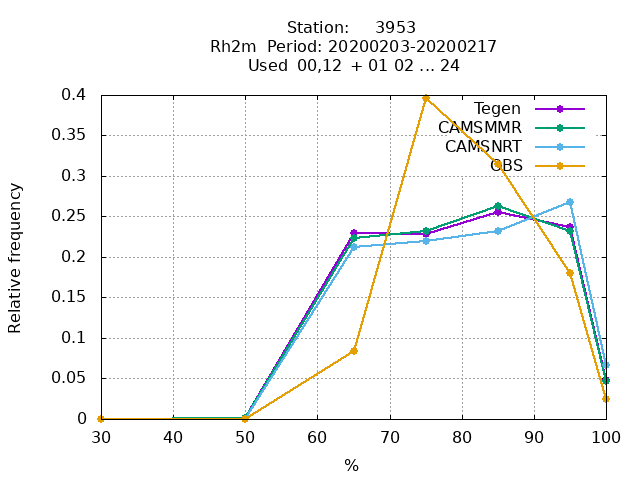 Station: 3953
Rh2m Period: 20200203-20200217
Used 00,12 + 01 02 ... 24
Relative frequency
0.4
0.35
0.3
0.25
0.2
0.15
0.1
0.05
0
Tegen
CAMSMMR
CAMSNRT
OBS
30 40 50 60 70 80 90 100
%